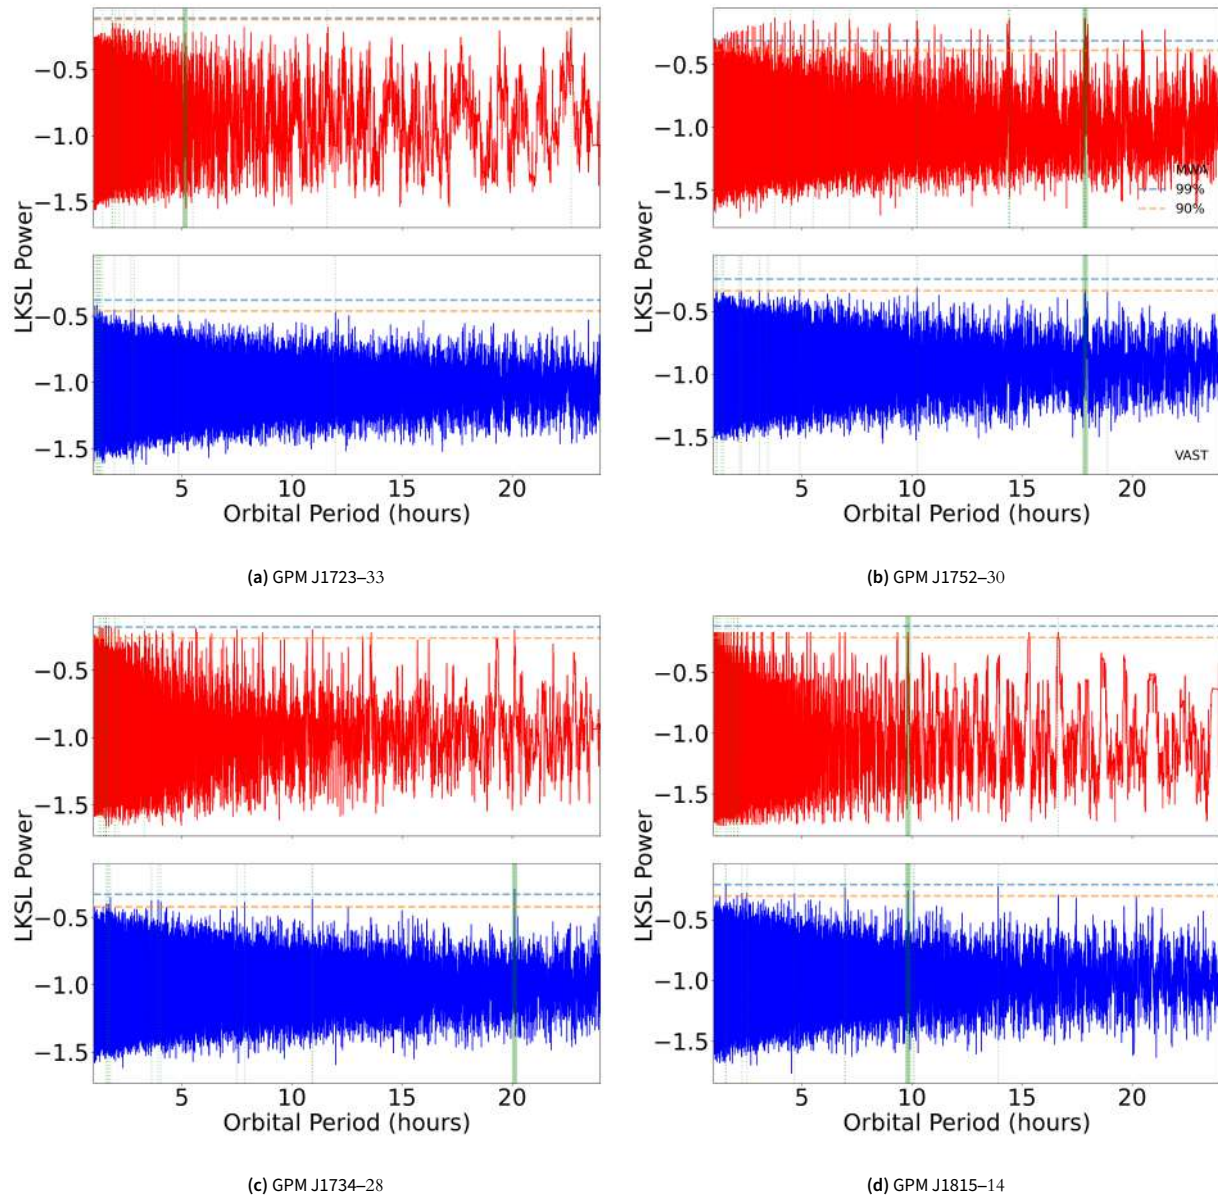 −0.5
−1.0
−1.5
−0.5
−1.0
−1.5
LKSL Power
5 10 15 20
Orbital Period (hours)
(a) GPM J1723–33
−0.5
−1.0
−1.5
MWA
99%
90%
−0.5
−1.0
−1.5
VAST
LKSL Power
5 10 15 20
Orbital Period (hours)
(b) GPM J1752–30
−0.5
−1.0
−1.5
−0.5
−1.0
−1.5
LKSL Power
5 10 15 20
Orbital Period (hours)
(c) GPM J1734–28
−0.5
−1.0
−1.5
−0.5
−1.0
−1.5
LKSL Power
5 10 15 20
Orbital Period (hours)
(d) GPM J1815–14